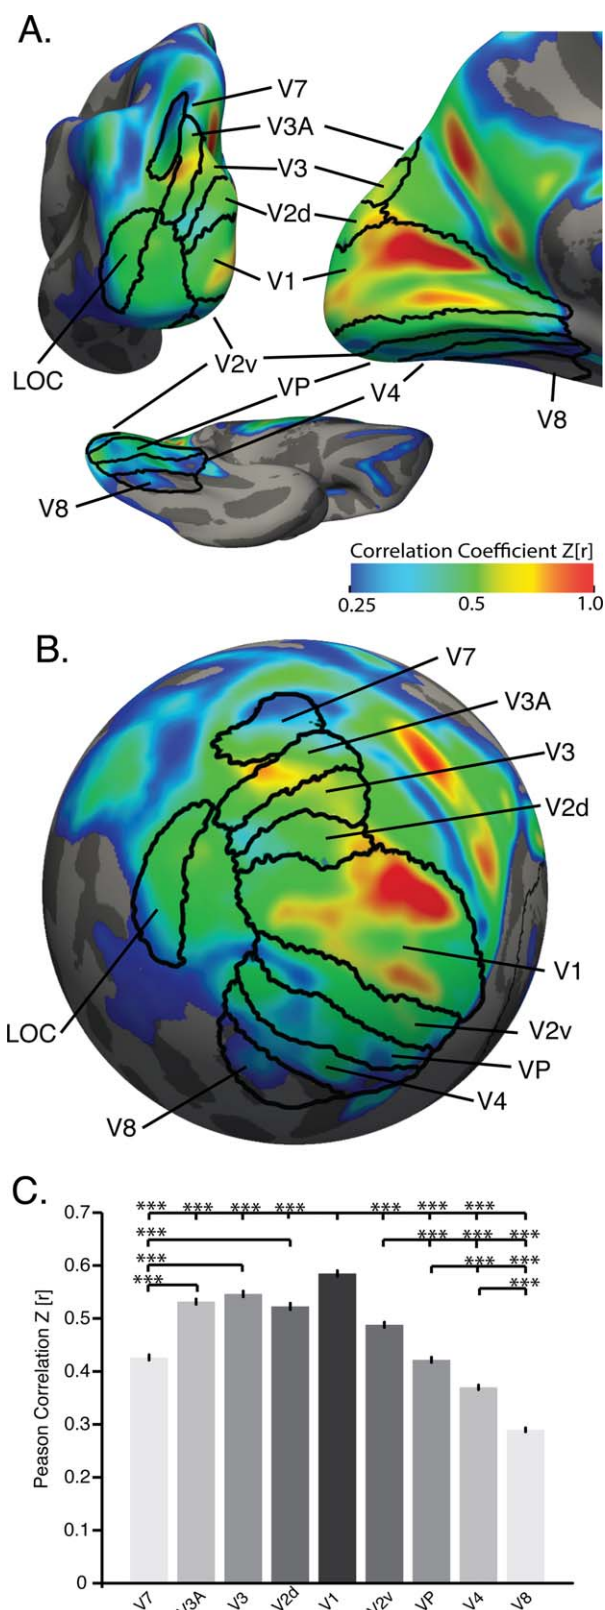 A.
V7
V3A
V3
V2d
V1
LOC
V2v
VP
V4
V8
V8
Correlation Coefficient Z[r]
0.25 0.5 1.0
B.
V7
V3A
V3
V2d
V1
V2v
VP
V4
LOC
V8
C.
*** *** *** *** *** *** ***
*** *** *** ***
*** *** ***
*** ***
0.7
0.6
0.5
0.4
0.3
0.2
0.1
0
Peason Correlation Z [r]
V7 V3A V3 V2d V1 V2v VP V4 V8